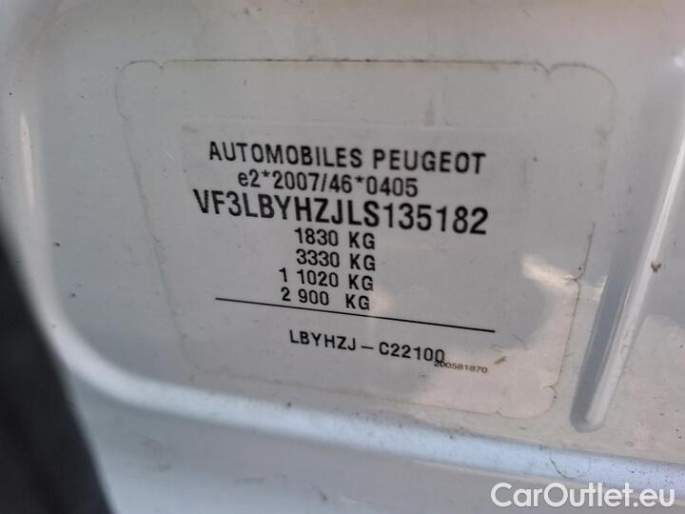 AUTOMOBILES PEUGEOT
e2*2007/46*0405
VF3LBYHZJLS135182
1830 KG
3330 KG
1 1020 KG
2 900 KG
LBYHZJ-C22100
200581870
CarOutlet.eu